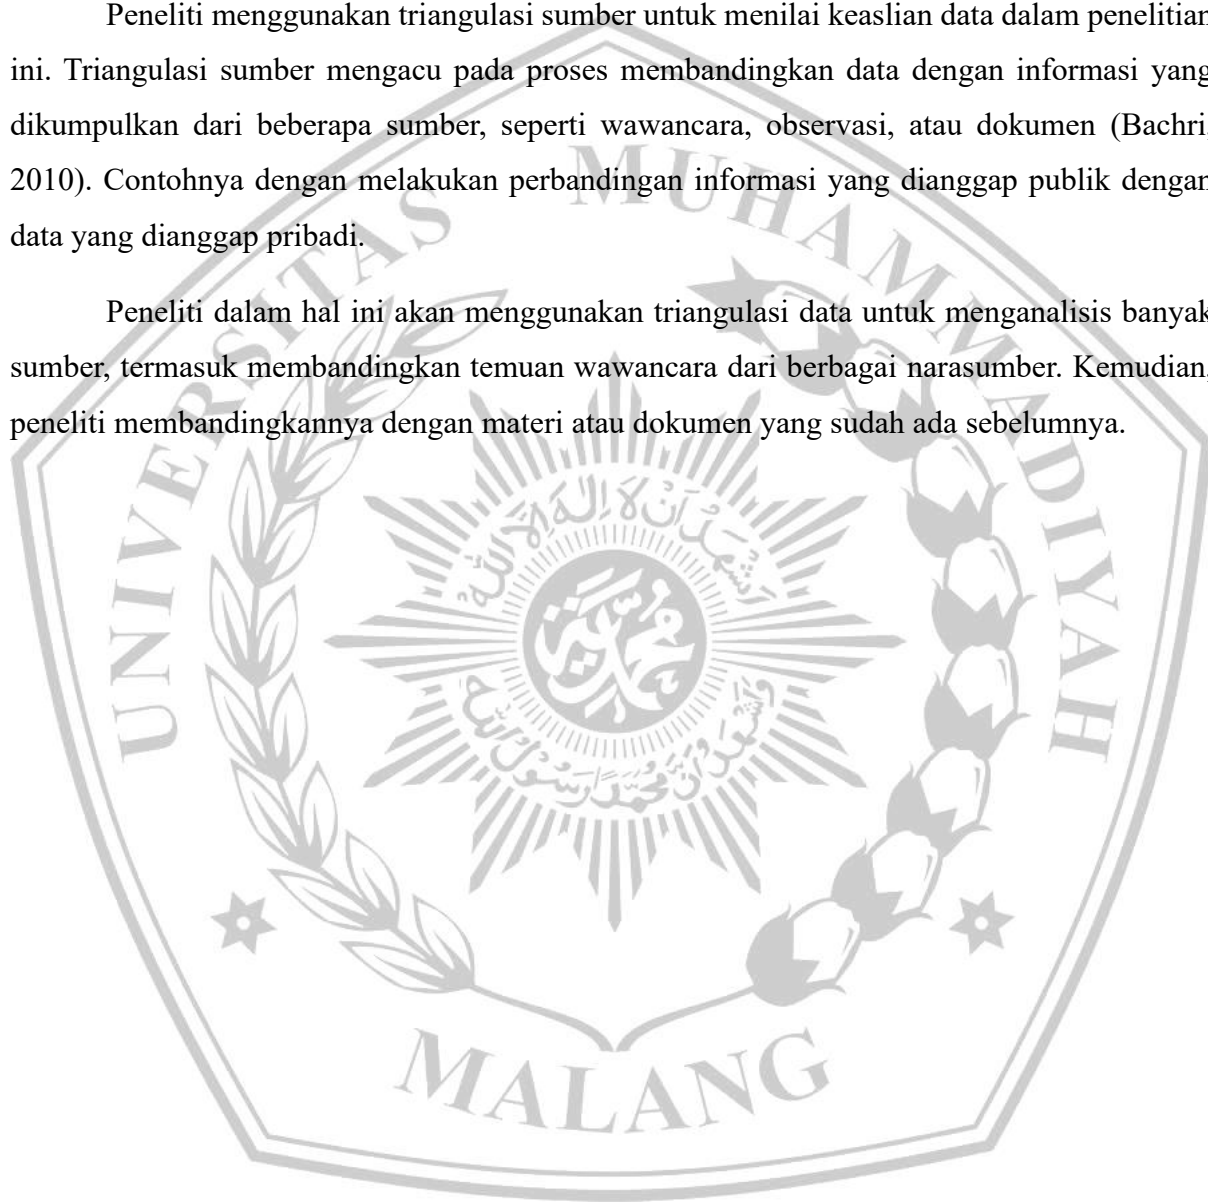 Peneliti menggunakan triangulasi sumber untuk menilai keaslian data dalam penelitian
ini. Triangulasi sumber mengacu pada proses membandingkan data dengan informasi yang
dikumpulkan dari beberapa sumber, seperti wawancara, observasi, atau dokumen (Bachri,
2010). Contohnya dengan melakukan perbandingan informasi yang dianggap publik dengan
data yang dianggap pribadi.
Peneliti dalam hal ini akan menggunakan triangulasi data untuk menganalisis banyak
sumber, termasuk membandingkan temuan wawancara dari berbagai narasumber. Kemudian,
peneliti membandingkannya dengan materi atau dokumen yang sudah ada sebelumnya.
UNIVERSITAS MUHAMMADIYAH
MALANG